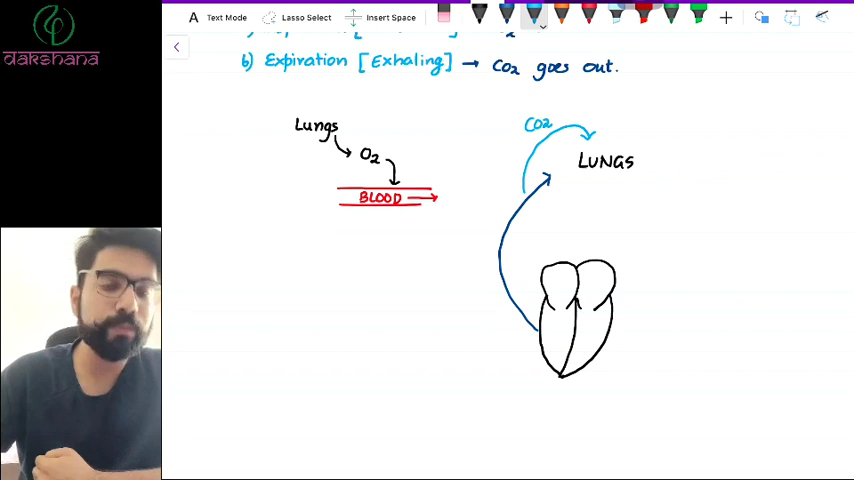 A Text Mode Lasso Select Insert Space
dakshana
b) Expiration [Exhaling] → CO2 goes out.
Lungs
O2
BLOOD
CO2
LUNGS